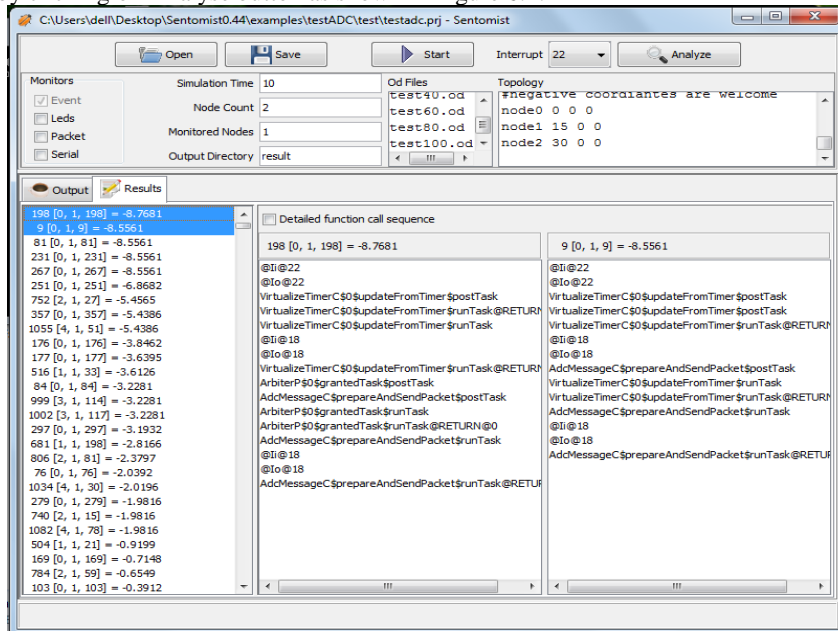 C:\Users\dell\Desktop\Sentomist0.44\examples\testADC\test\testadc.prj - Sentomist
Open
Save
Start
Interrupt 22
Analyze
Monitors
Event
Leds
Packet
Serial
Simulation Time 10
Node Count 2
Monitored Nodes 1
Output Directory result
Od Files
test40.od
test60.od
test80.od
test100.od
Topology
#negative coordiantes are welcome
node0 0 0 0
node1 15 0 0
node2 30 0 0
Output
Results
198 [0, 1, 198] = -8.7681
9 [0, 1, 9] = -8.5561
81 [0, 1, 81] = -8.5561
231 [0, 1, 231] = -8.5561
267 [0, 1, 267] = -8.5561
251 [0, 1, 251] = -6.8682
752 [2, 1, 27] = -5.4565
357 [0, 1, 357] = -5.4386
1055 [4, 1, 51] = -5.4386
176 [0, 1, 176] = -3.8462
177 [0, 1, 177] = -3.6395
516 [1, 1, 33] = -3.6126
84 [0, 1, 84] = -3.2281
999 [3, 1, 114] = -3.2281
1002 [3, 1, 117] = -3.2281
297 [0, 1, 297] = -3.1932
681 [1, 1, 198] = -2.8166
806 [2, 1, 81] = -2.3797
76 [0, 1, 76] = -2.0392
1034 [4, 1, 30] = -2.0196
279 [0, 1, 279] = -1.9816
740 [2, 1, 15] = -1.9816
1082 [4, 1, 78] = -1.9816
504 [1, 1, 21] = -0.9199
169 [0, 1, 169] = -0.7148
784 [2, 1, 59] = -0.6549
103 [0, 1, 103] = -0.3912
Detailed function call sequence
198 [0, 1, 198] = -8.7681
@Ii@22
@Io@22
VirtualizeTimerC$0$updateFromTimer$postTask
VirtualizeTimerC$0$updateFromTimer$runTask@RETURN
VirtualizeTimerC$0$updateFromTimer$runTask
@Ii@18
@Io@18
VirtualizeTimerC$0$updateFromTimer$runTask@RETURN
ArbiterP$0$grantedTask$postTask
AdcMessageC$prepareAndSendPacket$postTask
ArbiterP$0$grantedTask$runTask
ArbiterP$0$grantedTask$runTask@RETURN@0
AdcMessageC$prepareAndSendPacket$runTask
@Ii@18
@Io@18
AdcMessageC$prepareAndSendPacket$runTask@RETU
9 [0, 1, 9] = -8.5561
@Ii@22
@Io@22
VirtualizeTimerC$0$updateFromTimer$postTask
VirtualizeTimerC$0$updateFromTimer$runTask
VirtualizeTimerC$0$updateFromTimer$runTask@RETURN
@Ii@18
@Io@18
AdcMessageC$prepareAndSendPacket$postTask
VirtualizeTimerC$0$updateFromTimer$runTask
VirtualizeTimerC$0$updateFromTimer$runTask@RETURN
AdcMessageC$prepareAndSendPacket$runTask
@Ii@18
@Io@18
AdcMessageC$prepareAndSendPacket$runTask@RETU